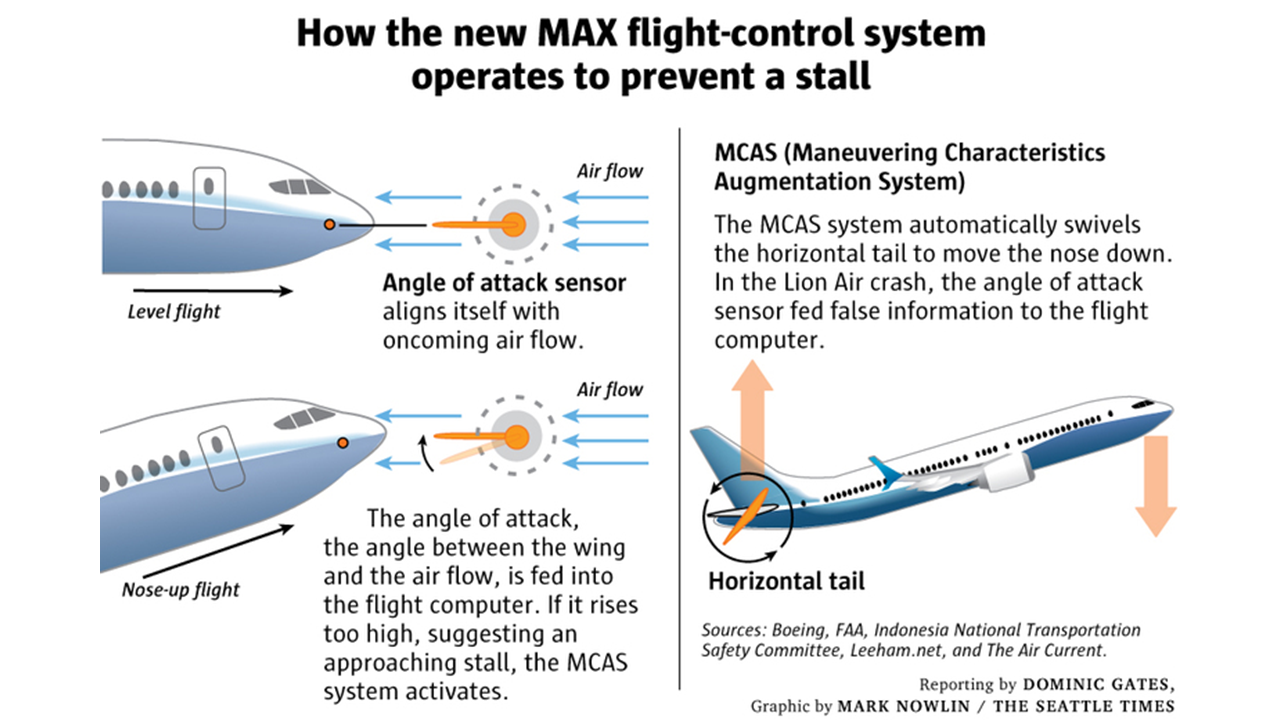 How the new MAX flight-control system
operates to prevent a stall
Air flow
Angle of attack sensor
aligns itself with
oncoming air flow.
Level flight
Air flow
The angle of attack,
the angle between the wing
and the air flow, is fed into
the flight computer. If it rises
too high, suggesting an
approaching stall, the MCAS
system activates.
Nose-up flight
MCAS (Maneuvering Characteristics
Augmentation System)
The MCAS system automatically swivels
the horizontal tail to move the nose down.
In the Lion Air crash, the angle of attack
sensor fed false information to the flight
computer.
Horizontal tail
Sources: Boeing, FAA, Indonesia National Transportation
Safety Committee, Leeham.net, and The Air Current.
Reporting by DOMINIC GATES,
Graphic by MARK NOWLIN / THE SEATTLE TIMES